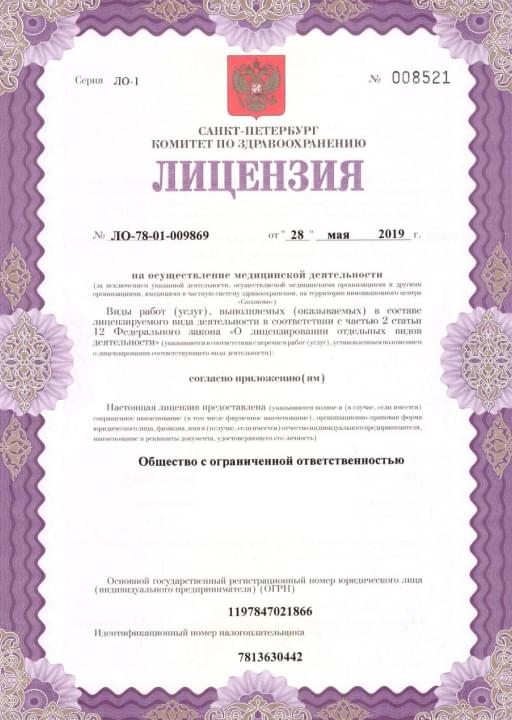 Серия ЛО-1 № 008521
САНКТ-ПЕТЕРБУРГ
КОМИТЕТ ПО ЗДРАВООХРАНЕНИЮ
ЛИЦЕНЗИЯ
№ ЛО-78-01-009869 от " 28 " мая 2019 г.
на осуществление медицинской деятельности
(за исключением указанной деятельности, осуществляемой медицинскими организациями и другими
организациями, входящими в частную систему здравоохранения, на территории инновационного центра
«Сколково»)
Виды работ (услуг), выполняемых (оказываемых) в составе
лицензируемого вида деятельности в соответствии с частью 2 статьи
12 Федерального закона «О лицензировании отдельных видов
деятельности» (указываются в соответствии с перечнем работ (услуг), установленным положением
о лицензировании соответствующего вида деятельности):
согласно приложению(ям)
Настоящая лицензия предоставлена (указываются полное и (в случае, если имеется)
сокращенное наименование (в том числе фирменное наименование), организационно-правовая форма
юридического лица, фамилия, имя и (в случае, если имеется) отчество индивидуального предпринимателя,
наименование и реквизиты документа, удостоверяющего его личность)
Общество с ограниченной ответственностью
Основной государственный регистрационный номер юридического лица
(индивидуального предпринимателя) (ОГРН)
1197847021866
Идентификационный номер налогоплательщика
7813630442